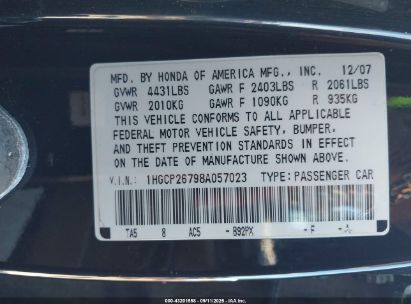 MFD. BY HONDA OF AMERICA MFG., INC. 12/07
GVWR 4431LBS GAWR F 2403LBS R 2061LBS
GVWR 2010KG GAWR F 1090KG R 935KG
THIS VEHICLE CONFORMS TO ALL APPLICABLE
FEDERAL MOTOR VEHICLE SAFETY, BUMPER,
AND THEFT PREVENTION STANDARDS IN EFFECT
ON THE DATE OF MANUFACTURE SHOWN ABOVE.
V.I.N.: 1HGCP26798A057023 TYPE: PASSENGER CAR
TA5 8 AC5 - B92PX - F -